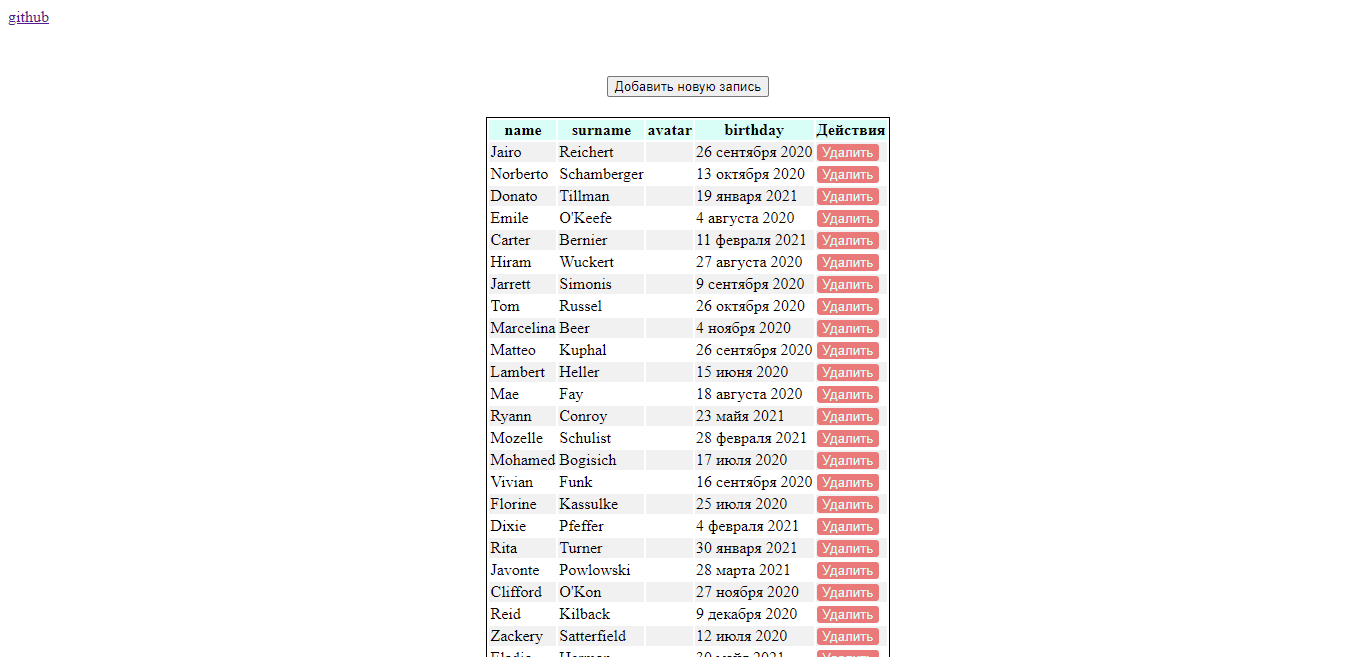 github
Добавить новую запись
name surname avatar birthday Действия
Jairo Reichert 26 сентября 2020 Удалить
Norberto Schamberger 13 октября 2020 Удалить
Donato Tillman 19 января 2021 Удалить
Emile O'Keefe 4 августа 2020 Удалить
Carter Bernier 11 февраля 2021 Удалить
Hiram Wuckert 27 августа 2020 Удалить
Jarrett Simonis 9 сентября 2020 Удалить
Tom Russel 26 октября 2020 Удалить
Marcelina Beer 4 ноября 2020 Удалить
Matteo Kuphal 26 сентября 2020 Удалить
Lambert Heller 15 июня 2020 Удалить
Mae Fay 18 августа 2020 Удалить
Ryann Conroy 23 майя 2021 Удалить
Mozelle Schulist 28 февраля 2021 Удалить
Mohamed Bogisich 17 июля 2020 Удалить
Vivian Funk 16 сентября 2020 Удалить
Florine Kassulke 25 июля 2020 Удалить
Dixie Pfeffer 4 февраля 2021 Удалить
Rita Turner 30 января 2021 Удалить
Javonte Powlowski 28 марта 2021 Удалить
Clifford O'Kon 27 ноября 2020 Удалить
Reid Kilback 9 декабря 2020 Удалить
Zackery Satterfield 12 июля 2020 Удалить